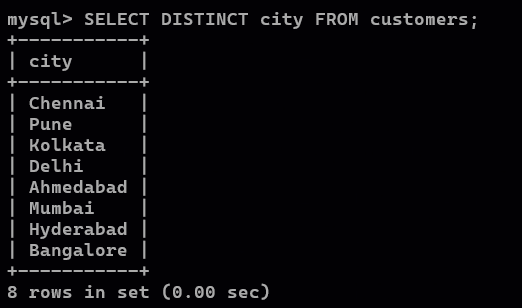 mysql> SELECT DISTINCT city FROM customers;
+-----------+
| city      |
+-----------+
| Chennai   |
| Pune      |
| Kolkata   |
| Delhi     |
| Ahmedabad |
| Mumbai    |
| Hyderabad |
| Bangalore |
+-----------+
8 rows in set (0.00 sec)